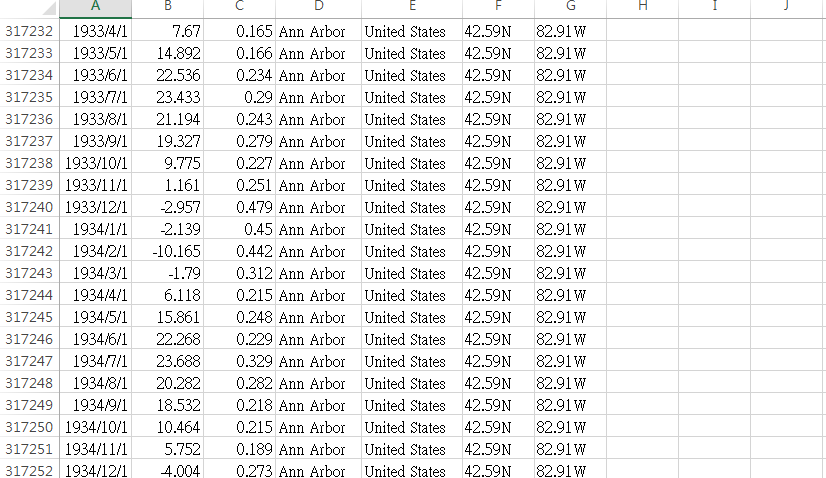 A B C D E F G H I J
317232 1933/4/1 7.67 0.165 Ann Arbor United States 42.59N 82.91W
317233 1933/5/1 14.892 0.166 Ann Arbor United States 42.59N 82.91W
317234 1933/6/1 22.536 0.234 Ann Arbor United States 42.59N 82.91W
317235 1933/7/1 23.433 0.29 Ann Arbor United States 42.59N 82.91W
317236 1933/8/1 21.194 0.243 Ann Arbor United States 42.59N 82.91W
317237 1933/9/1 19.327 0.279 Ann Arbor United States 42.59N 82.91W
317238 1933/10/1 9.775 0.227 Ann Arbor United States 42.59N 82.91W
317239 1933/11/1 1.161 0.251 Ann Arbor United States 42.59N 82.91W
317240 1933/12/1 -2.957 0.479 Ann Arbor United States 42.59N 82.91W
317241 1934/1/1 -2.139 0.45 Ann Arbor United States 42.59N 82.91W
317242 1934/2/1 -10.165 0.442 Ann Arbor United States 42.59N 82.91W
317243 1934/3/1 -1.79 0.312 Ann Arbor United States 42.59N 82.91W
317244 1934/4/1 6.118 0.215 Ann Arbor United States 42.59N 82.91W
317245 1934/5/1 15.861 0.248 Ann Arbor United States 42.59N 82.91W
317246 1934/6/1 22.268 0.229 Ann Arbor United States 42.59N 82.91W
317247 1934/7/1 23.688 0.329 Ann Arbor United States 42.59N 82.91W
317248 1934/8/1 20.282 0.282 Ann Arbor United States 42.59N 82.91W
317249 1934/9/1 18.532 0.218 Ann Arbor United States 42.59N 82.91W
317250 1934/10/1 10.464 0.215 Ann Arbor United States 42.59N 82.91W
317251 1934/11/1 5.752 0.189 Ann Arbor United States 42.59N 82.91W
317252 1934/12/1 -4.004 0.273 Ann Arbor United States 42.59N 82.91W